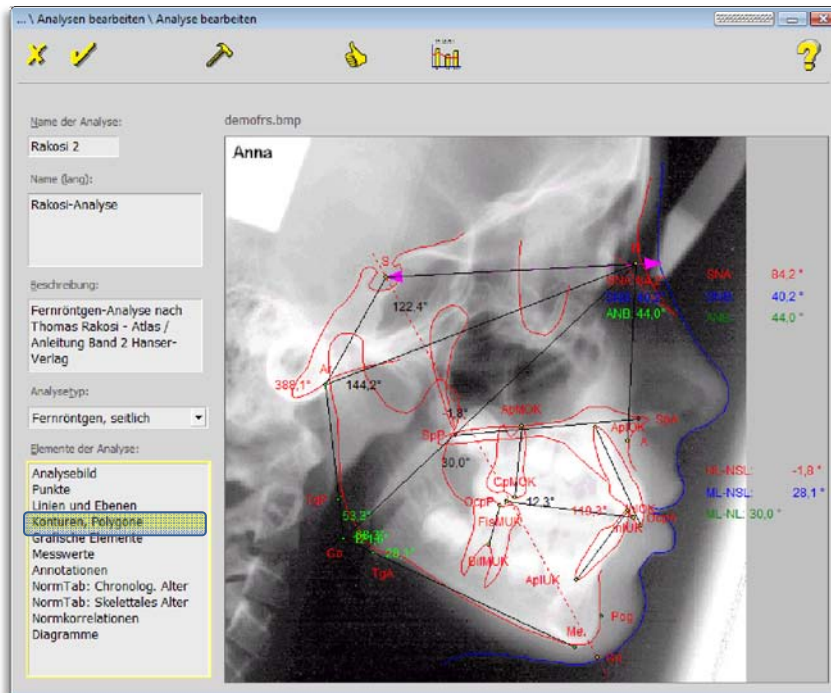 ... \ Analysen bearbeiten \ Analyse bearbeiten
Name der Analyse:
Rakosi 2
Name (lang):
Rakosi-Analyse
Beschreibung:
Fernröntgen-Analyse nach
Thomas Rakosi - Atlas /
Anleitung Band 2 Hanser-
Verlag
Analysetyp:
Fernröntgen, seitlich
Elemente der Analyse:
Analysebild
Punkte
Linien und Ebenen
Konturen, Polygone
Grafische Elemente
Messwerte
Annotationen
NormTab: Chronolog. Alter
NormTab: Skelettales Alter
Normkorrelationen
Diagramme
demofrs.bmp
Anna
S
N
SNA: 84,2 °
SNB: 40,2 °
ANB: 44,0°
ANB: 44,0 °
122,4°
Ar
388,1°
144,2°
-1,8°
ApMOK
Spa
SpP
ApIOK
A
30,0°
CpMOK
OcpP
12,3°
FisMUK
BifMUK
ApIUK
NL-NSL: -1,8 °
ML-NSL: 28,1 °
ML-NL: 30,0 °
TgP
53,3°
Go
28,1°
TgA
Pog
Me